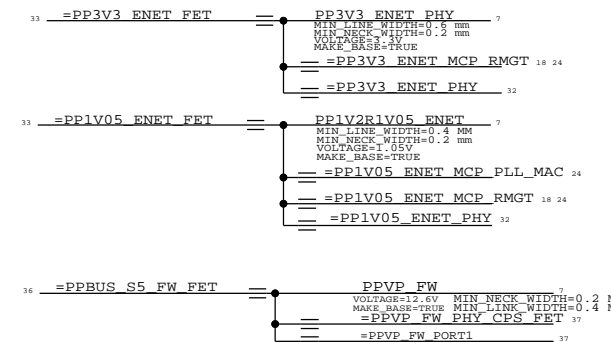 33 =PP3V3_ENET_FET PP3V3_ENET_PHY 7
MIN_LINE_WIDTH=0.6 mm
MIN_NECK_WIDTH=0.2 mm
VOLTAGE=3.3V
MAKE_BASE=TRUE
=PP3V3_ENET_MCP_RMGT 18 24
=PP3V3_ENET_PHY 32
33 =PP1V05_ENET_FET PP1V2R1V05_ENET 7
MIN_LINE_WIDTH=0.4 MM
MIN_NECK_WIDTH=0.2 mm
VOLTAGE=1.05V
MAKE_BASE=TRUE
=PP1V05_ENET_MCP_PLL_MAC 24
=PP1V05_ENET_MCP_RMGT 18 24
=PP1V05_ENET_PHY 32
36 =PPBUS_S5_FW_FET PPVP_FW 7
VOLTAGE=12.6V MIN_NECK_WIDTH=0.2 M
MAKE_BASE=TRUE MIN_LINK_WIDTH=0.4 M
=PPVP_FW_PHY_CPS_FET 37
=PPVP_FW_PORT1 37